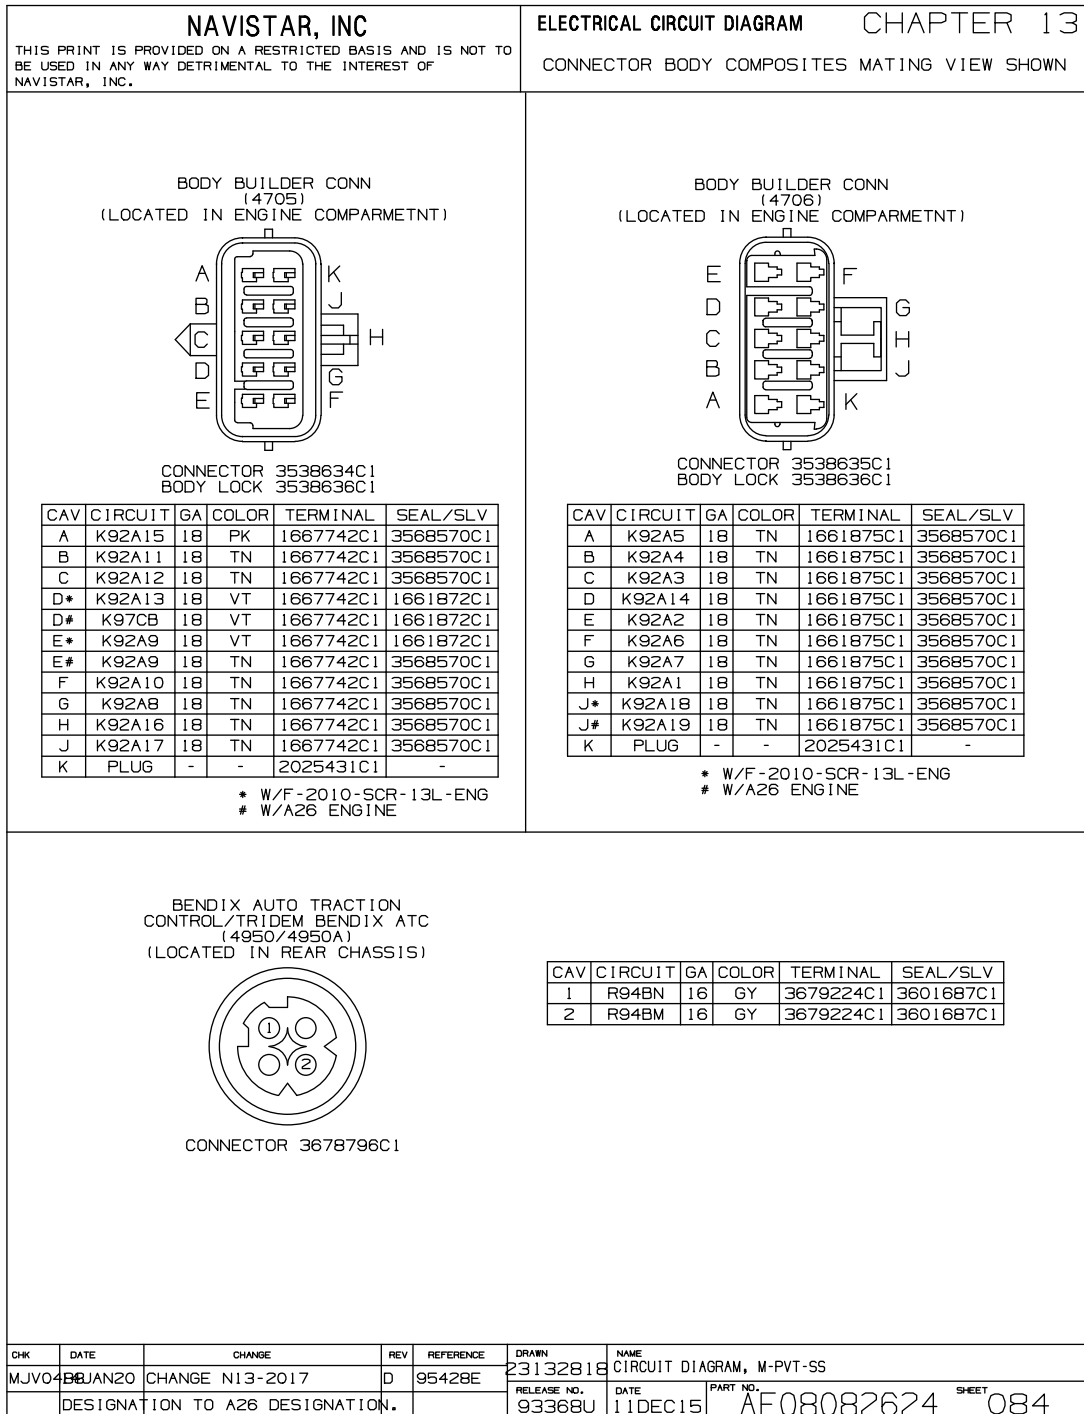 NAVISTAR, INC
THIS PRINT IS PROVIDED ON A RESTRICTED BASIS AND IS NOT TO
BE USED IN ANY WAY DETRIMENTAL TO THE INTEREST OF
NAVISTAR, INC.
ELECTRICAL CIRCUIT DIAGRAM CHAPTER 13
CONNECTOR BODY COMPOSITES MATING VIEW SHOWN
BODY BUILDER CONN
(4705)
(LOCATED IN ENGINE COMPARMETNT)
A K
B J
C H
D G
E F
CONNECTOR 3538634C1
BODY LOCK 3538636C1
CAV CIRCUIT GA COLOR TERMINAL SEAL/SLV
A K92A15 18 PK 1667742C1 3568570C1
B K92A11 18 TN 1667742C1 3568570C1
C K92A12 18 TN 1667742C1 3568570C1
D* K92A13 18 VT 1667742C1 1661872C1
D# K97CB 18 VT 1667742C1 1661872C1
E* K92A9 18 VT 1667742C1 1661872C1
E# K92A9 18 TN 1667742C1 3568570C1
F K92A10 18 TN 1667742C1 3568570C1
G K92A8 18 TN 1667742C1 3568570C1
H K92A16 18 TN 1667742C1 3568570C1
J K92A17 18 TN 1667742C1 3568570C1
K PLUG - - 2025431C1 -
* W/F-2010-SCR-13L-ENG
# W/A26 ENGINE
BODY BUILDER CONN
(4706)
(LOCATED IN ENGINE COMPARMETNT)
E F
D G
C H
B J
A K
CONNECTOR 3538635C1
BODY LOCK 3538636C1
CAV CIRCUIT GA COLOR TERMINAL SEAL/SLV
A K92A5 18 TN 1661875C1 3568570C1
B K92A4 18 TN 1661875C1 3568570C1
C K92A3 18 TN 1661875C1 3568570C1
D K92A14 18 TN 1661875C1 3568570C1
E K92A2 18 TN 1661875C1 3568570C1
F K92A6 18 TN 1661875C1 3568570C1
G K92A7 18 TN 1661875C1 3568570C1
H K92A1 18 TN 1661875C1 3568570C1
J* K92A18 18 TN 1661875C1 3568570C1
J# K92A19 18 TN 1661875C1 3568570C1
K PLUG - - 2025431C1 -
* W/F-2010-SCR-13L-ENG
# W/A26 ENGINE
BENDIX AUTO TRACTION
CONTROL/TRIDEM BENDIX ATC
(4950/4950A)
(LOCATED IN REAR CHASSIS)
1
2
CONNECTOR 3678796C1
CAV CIRCUIT GA COLOR TERMINAL SEAL/SLV
1 R94BN 16 GY 3679224C1 3601687C1
2 R94BM 16 GY 3679224C1 3601687C1
CHK DATE CHANGE REV REFERENCE
CHANGE N13-2017 D 95428E
DESIGNATION TO A26 DESIGNATION.
DRAWN
23132818
NAME
CIRCUIT DIAGRAM, M-PVT-SS
RELEASE NO.
93368U
DATE
11DEC15
PART NO.
AF08082624
SHEET
084